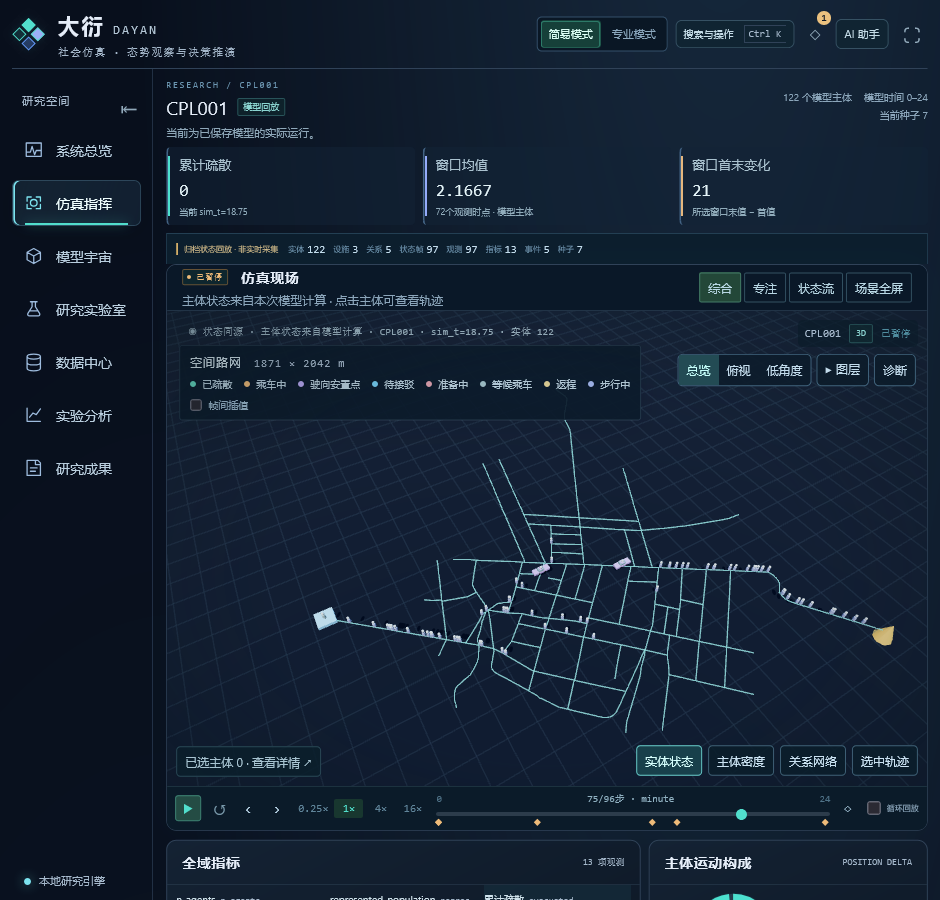 大衍 DAYAN
社会仿真 · 态势观察与决策推演
简易模式 专业模式 搜索与操作 Ctrl K 1 AI 助手
研究空间
系统总览
仿真指挥
模型宇宙
研究实验室
数据中心
实验分析
研究成果
本地研究引擎
RESEARCH / CPL001
CPL001 模型回放
当前为已保存模型的实际运行。
122 个模型主体 模型时间 0–24
当前种子 7
累计疏散
0
当前 sim_t=18.75
窗口均值
2.1667
72个观测时点 · 模型主体
窗口首末变化
21
所选窗口末值 − 首值
归档状态回放 · 非实时采集 实体 122 设施 3 关系 5 状态帧 97 观测 97 指标 13 事件 5 种子 7
已暂停 仿真现场
主体状态来自本次模型计算 · 点击主体可查看轨迹
综合 专注 状态流 场景全屏
状态同源 · 主体状态来自模型计算 · CPL001 · sim_t=18.75 · 实体 122
CPL001 3D 已暂停
空间路网 1871 × 2042 m
已疏散 乘车中 驶向安置点 待接驳 准备中 等候乘车 返程 步行中
帧间插值
总览 俯视 低角度 ▸图层 诊断
已选主体 0 · 查看详情 ↗
实体状态 主体密度 关系网络 选中轨迹
0.25× 1× 4× 16×
0 75/96步 · minute 24
循环回放
全域指标 13 项观测
主体运动构成 POSITION DELTA